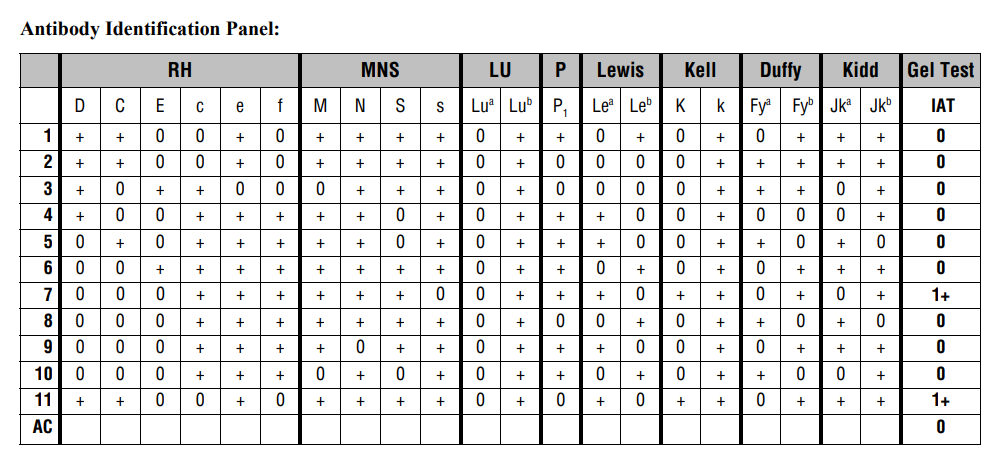 Antibody Identification Panel:
RH MNS LU P Lewis Kell Duffy Kidd Gel Test
D C E c e f M N S s Luᵃ Luᵇ P₁ Leᵃ Leᵇ K k Fyᵃ Fyᵇ Jkᵃ Jkᵇ IAT
1 + + 0 0 + 0 + + + + 0 + + 0 + 0 + 0 + + + 0
2 + + 0 0 + 0 + + + + 0 + 0 0 0 0 + + + + + 0
3 + 0 + + 0 0 0 + + + 0 + 0 0 0 0 + + + 0 + 0
4 + 0 0 + + + + + 0 + 0 + + + 0 0 + 0 0 0 + 0
5 0 + 0 + + + + + 0 + 0 + + + 0 0 + + 0 + 0 0
6 0 0 + + + + + + + + 0 + + 0 + 0 + 0 + + + 0
7 0 0 0 + + + + + + 0 0 + + + 0 + + 0 + 0 + 1+
8 0 0 0 + + + + + + + 0 + 0 0 + 0 + + 0 + 0 0
9 0 0 0 + + + + 0 + + 0 + + + 0 0 + 0 + + + 0
10 0 0 0 + + + 0 + 0 + 0 + + 0 + 0 + + 0 0 + 0
11 + + 0 0 + 0 + + + + 0 + 0 + 0 + + 0 + + + 1+
AC 0